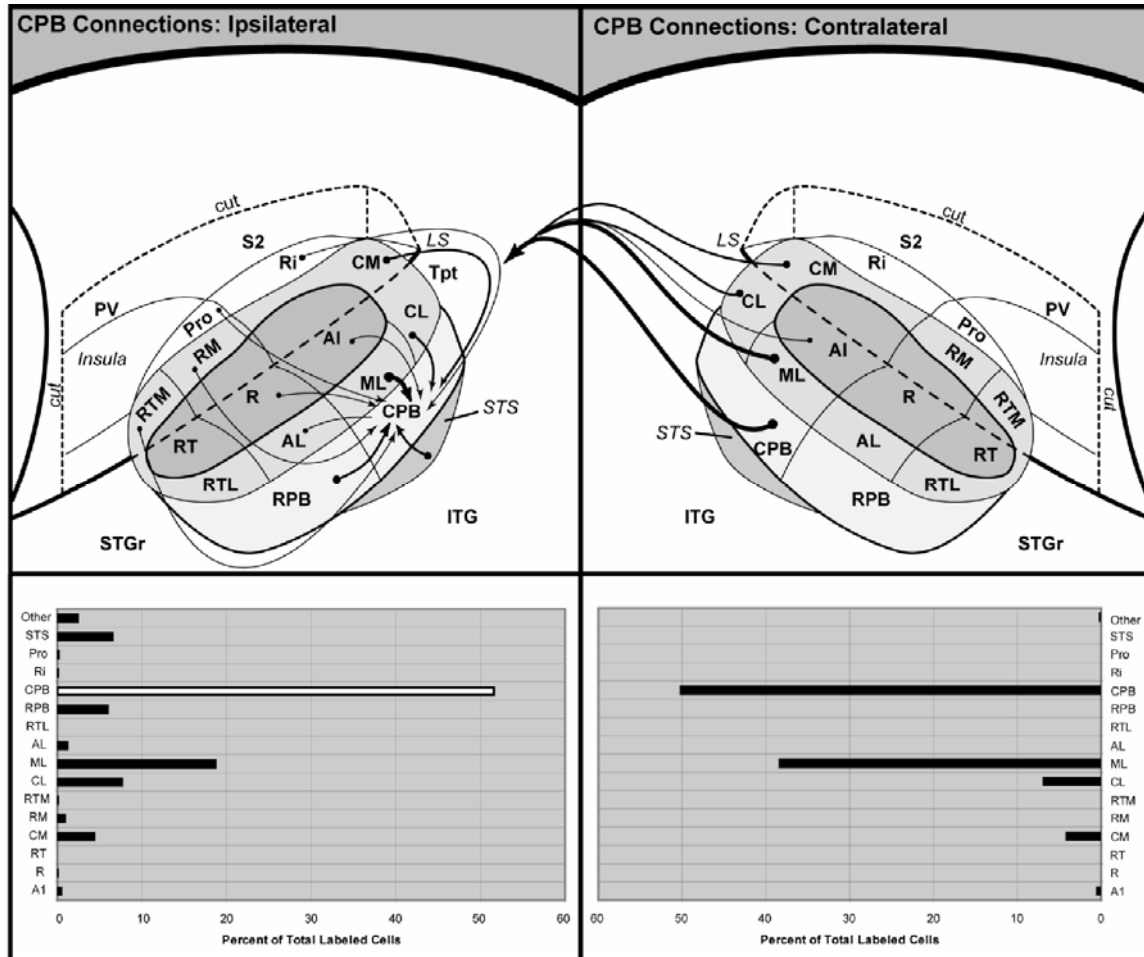 CPB Connections: Ipsilateral
CPB Connections: Contralateral
cut
S2
LS
Ri
CM
Tpt
PV
Pro
CL
Insula
RM
AI
cut
RTM
ML
R
CPB
STS
AL
RT
RTL
RPB
ITG
STGr
cut
LS
S2
CM
Ri
CL
PV
Pro
AI
RM
Insula
ML
cut
R
RTM
STS
CPB
AL
RT
RTL
ITG
RPB
STGr
Other
STS
Pro
Ri
CPB
RPB
RTL
AL
ML
CL
RTM
RM
CM
RT
R
A1
0 10 20 30 40 50 60
Percent of Total Labeled Cells
Other
STS
Pro
Ri
CPB
RPB
RTL
AL
ML
CL
RTM
RM
CM
RT
R
A1
60 50 40 30 20 10 0
Percent of Total Labeled Cells